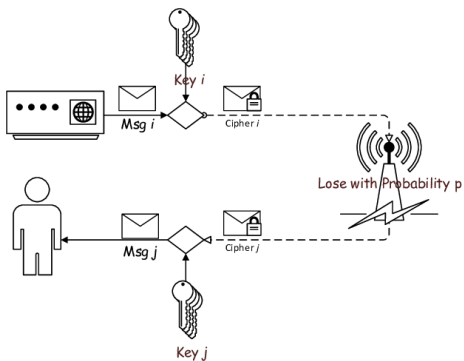 Key i
Msg i
Cipher i
Lose with Probability p
Msg j
Cipher j
Key j